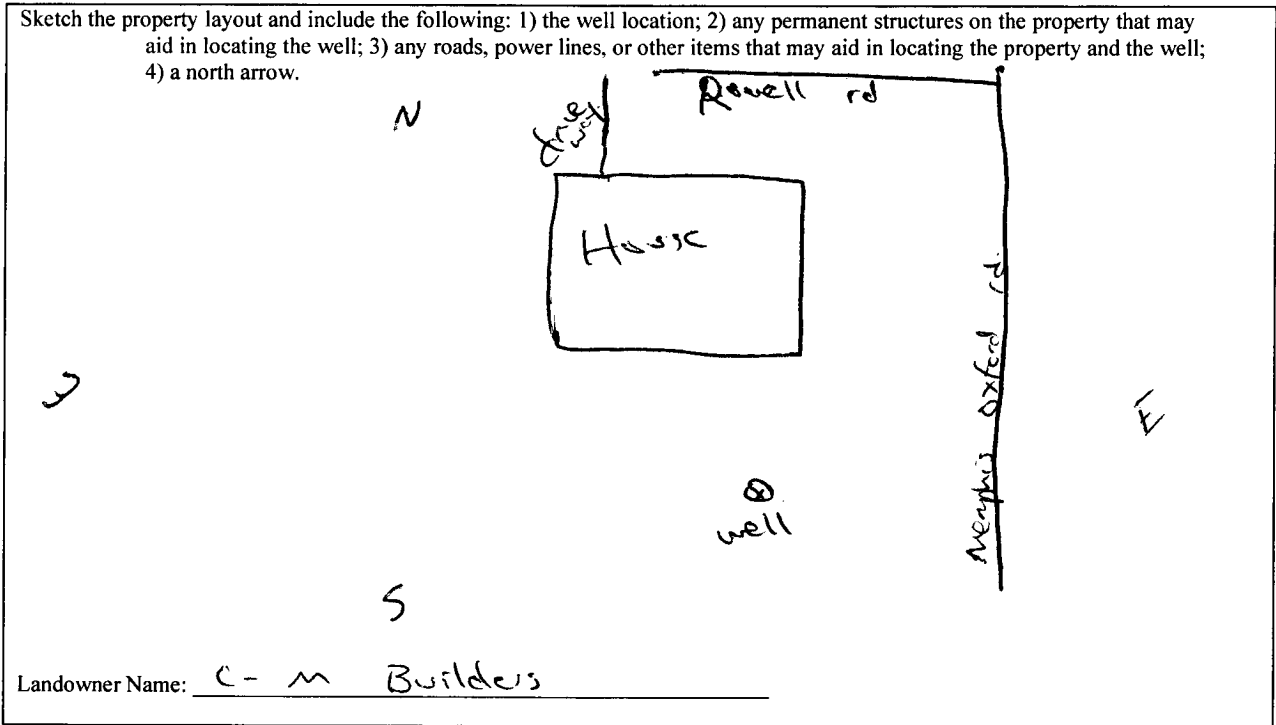 Sketch the property layout and include the following: 1) the well location; 2) any permanent structures on the property that may
aid in locating the well; 3) any roads, power lines, or other items that may aid in locating the property and the well;
4) a north arrow.
N
drive way
Rowell rd
House
W
Memphis Oxford rd.
E
well
S
Landowner Name: C - M Builders